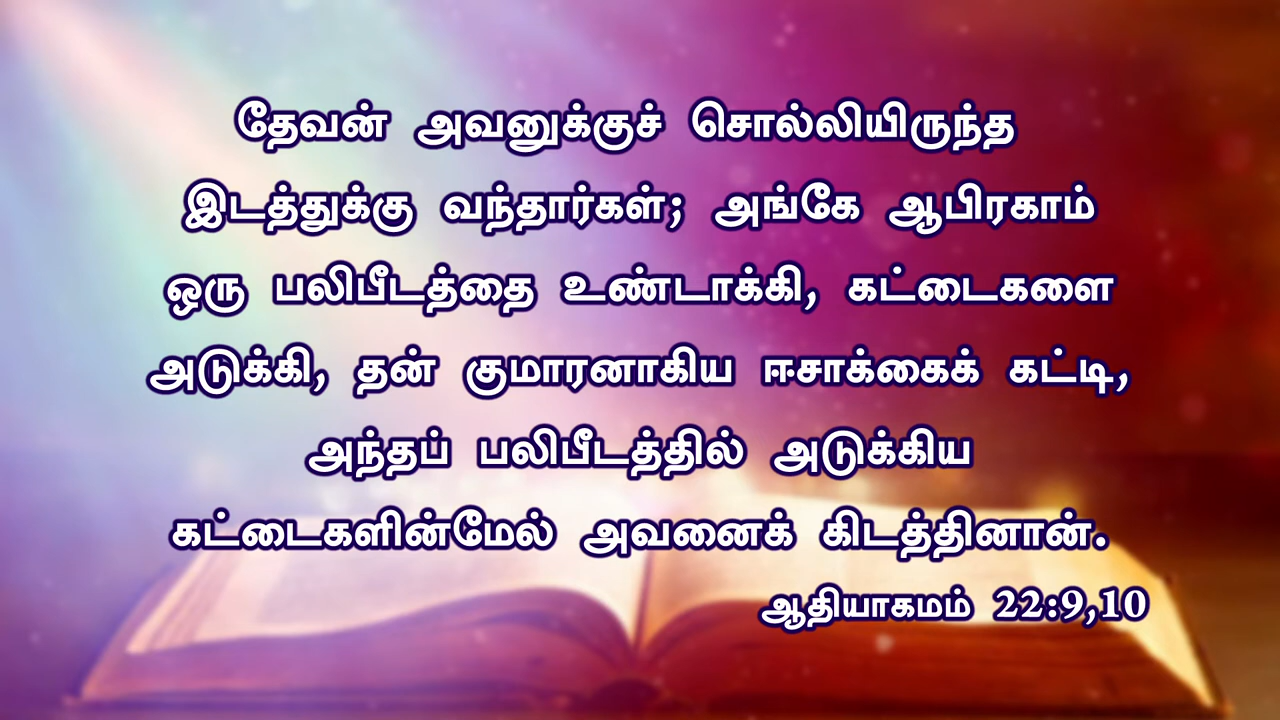 தேவன் அவனுக்குச் சொல்லியிருந்த
இடத்துக்கு வந்தார்கள்; அங்கே ஆபிரகாம்
ஒரு பலிபீடத்தை உண்டாக்கி, கட்டைகளை
அடுக்கி, தன் குமாரனாகிய ஈசாக்கைக் கட்டி,
அந்தப் பலிபீடத்தில் அடுக்கிய
கட்டைகளின்மேல் அவனைக் கிடத்தினான்.
ஆதியாகமம் 22:9,10